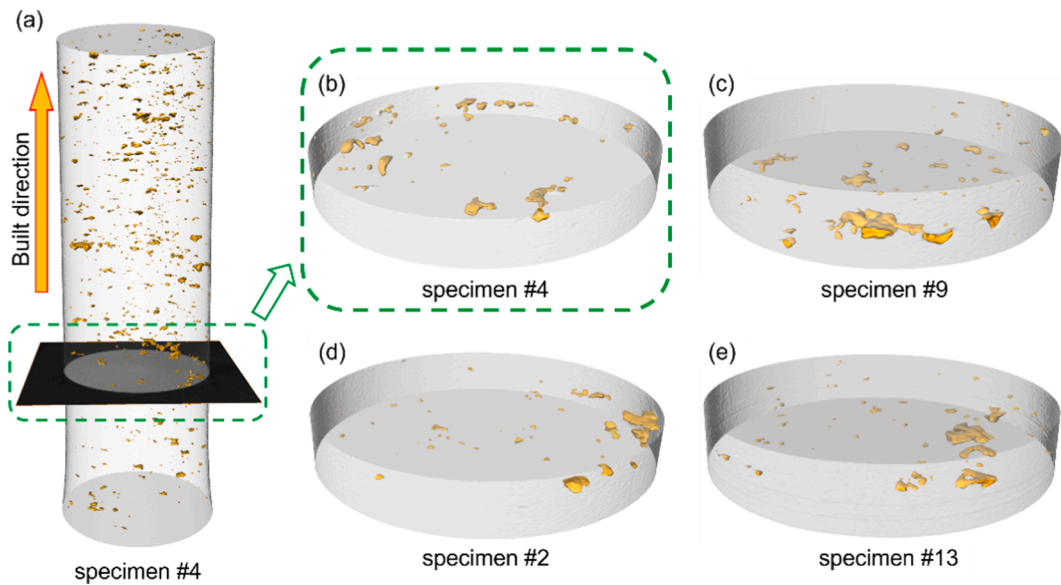 (a)
Built direction
specimen #4
(b)
specimen #4
(c)
specimen #9
(d)
specimen #2
(e)
specimen #13